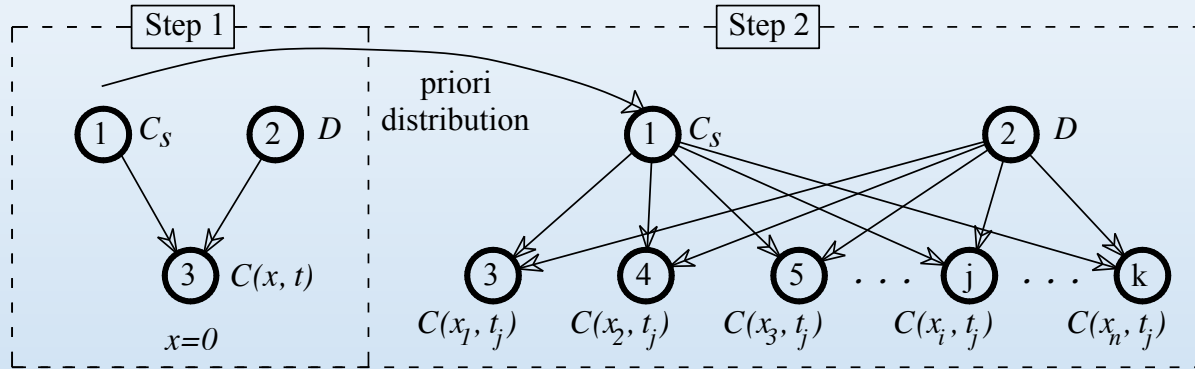 Step 1
Step 2
priori
distribution
1 C_S
2 D
1 C_S
2 D
3 C(x, t)
x=0
3
4
5
. . .
j
. . .
k
C(x_1, t_j)
C(x_2, t_j)
C(x_3, t_j)
C(x_i, t_j)
C(x_n, t_j)